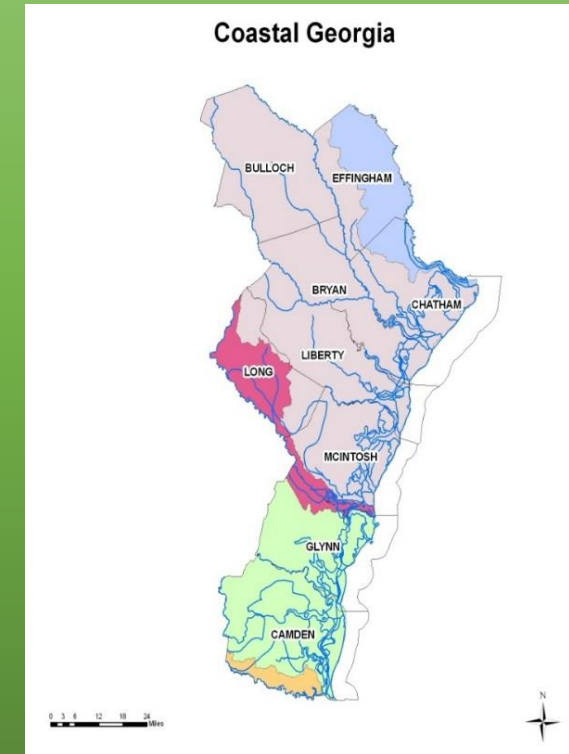 Coastal Georgia
BULLOCH
EFFINGHAM
BRYAN
CHATHAM
LIBERTY
LONG
MCINTOSH
GLYNN
CAMDEN
0 3 6 12 18 24
Miles
N